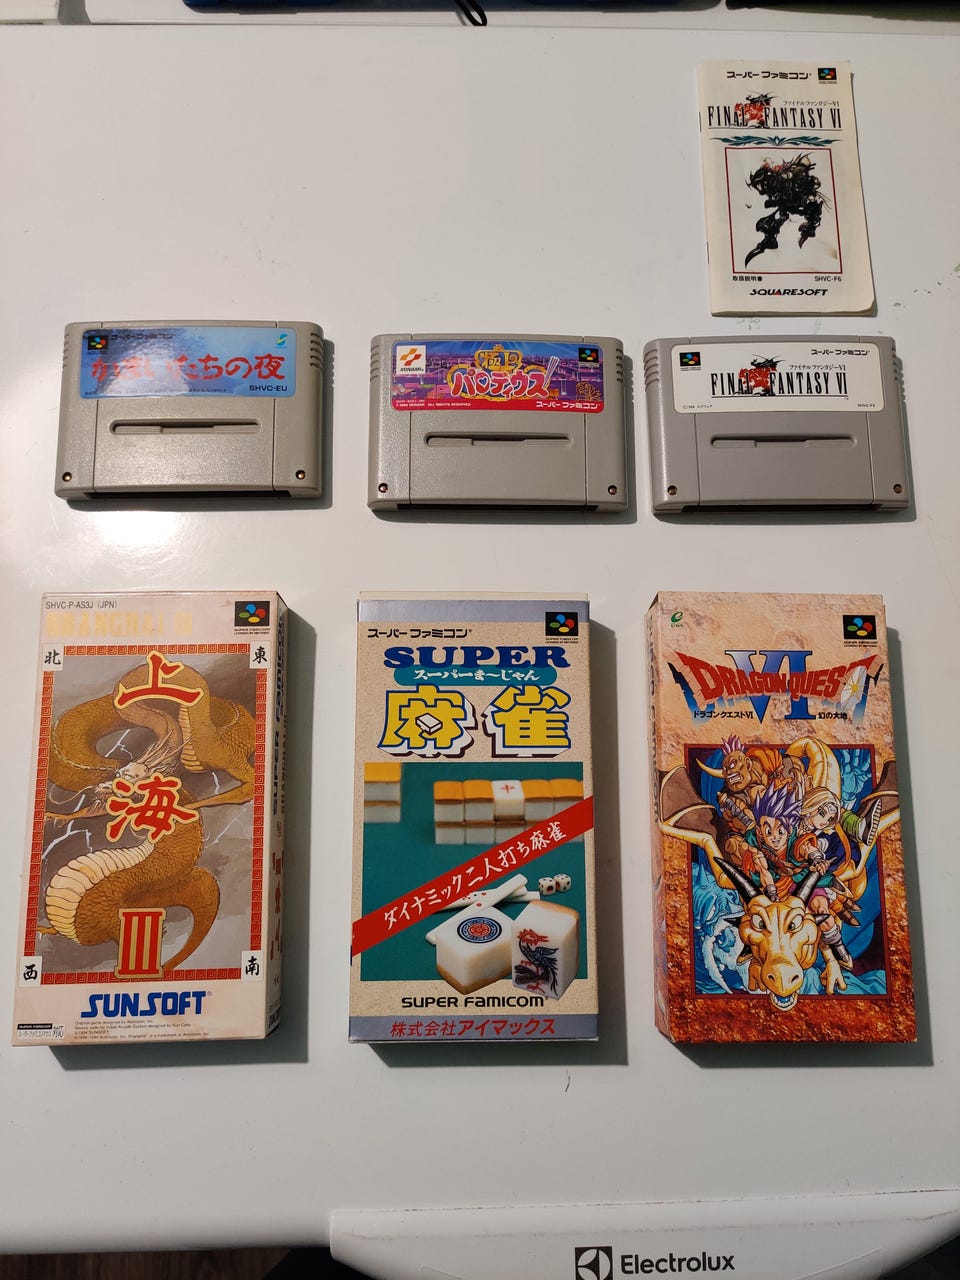 スーパーファミコン
ファイナルファンタジーVI
FINAL FANTASY VI
取扱説明書 SHVC-F6
SQUARESOFT
スーパーファミコン
かまいたちの夜
SHVC-EU
KONAMI
極上
パロディウス
スーパーファミコン
スーパーファミコン
ファイナルファンタジーVI
FINAL FANTASY VI
SHVC-F6
SHVC-P-AS3J (JPN)
SHANGHAI III
北 東
上
海
III
西 南
SUNSOFT
スーパーファミコン
SUPER
スーパーま〜じゃん
麻雀
ダイナミック二人打ち麻雀
SUPER FAMICOM
株式会社アイマックス
ENIX
SUPER FAMICOM
DRAGON QUEST
VI
ドラゴンクエストVI 幻の大地
Electrolux